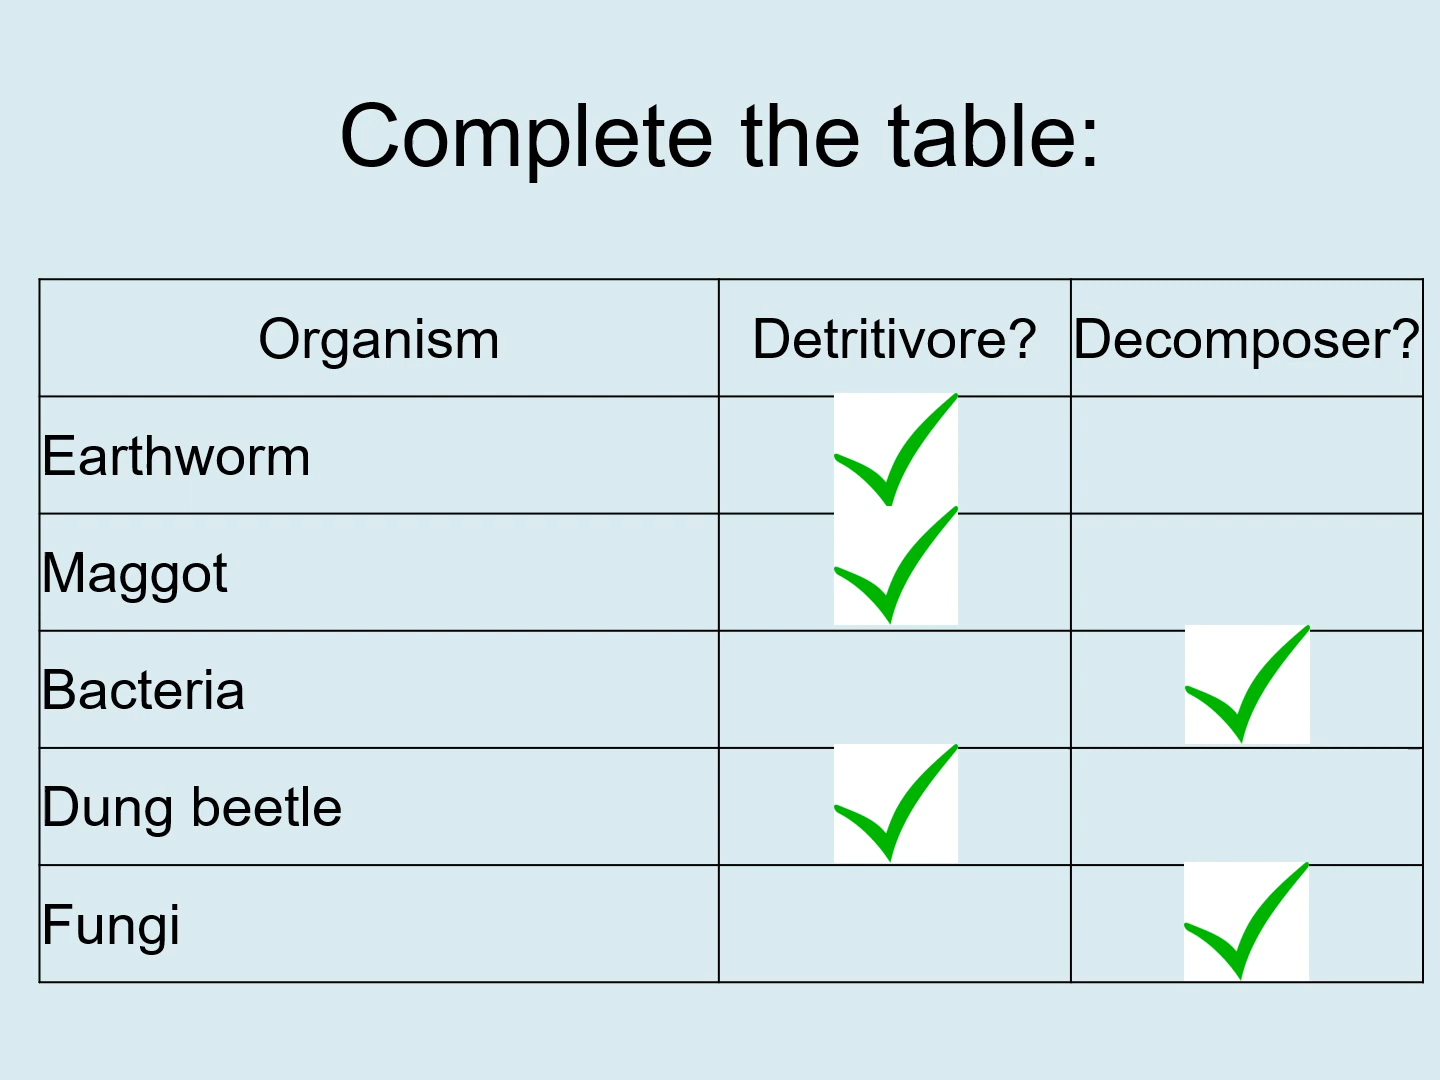 Complete the table:
Organism Detritivore? Decomposer?
Earthworm
Maggot
Bacteria
Dung beetle
Fungi